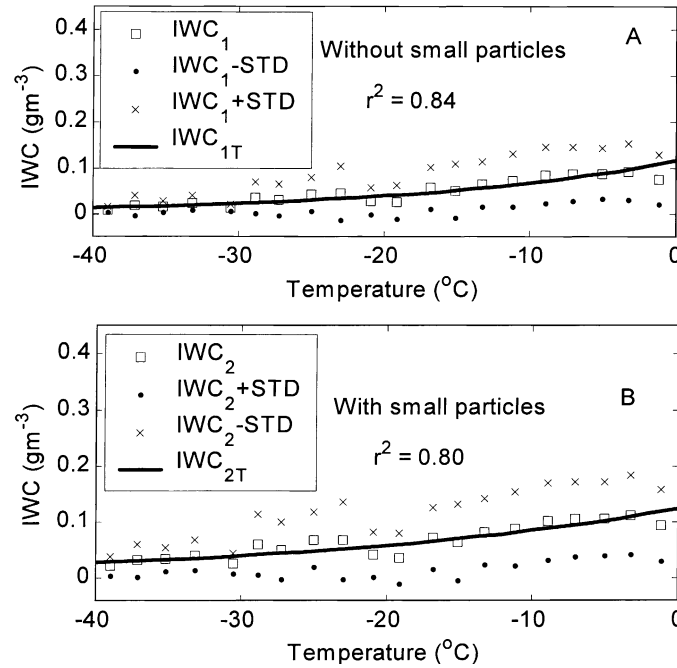 0.4
0.3
0.2
0.1
0
IWC (gm⁻³)
□ IWC₁
• IWC₁-STD
× IWC₁+STD
IWC₁T
Without small particles
A
r² = 0.84
-40 -30 -20 -10 0
Temperature (°C)
0.4
0.3
0.2
0.1
0
IWC (gm⁻³)
□ IWC₂
• IWC₂+STD
× IWC₂-STD
IWC₂T
With small particles
B
r² = 0.80
-40 -30 -20 -10 0
Temperature (°C)